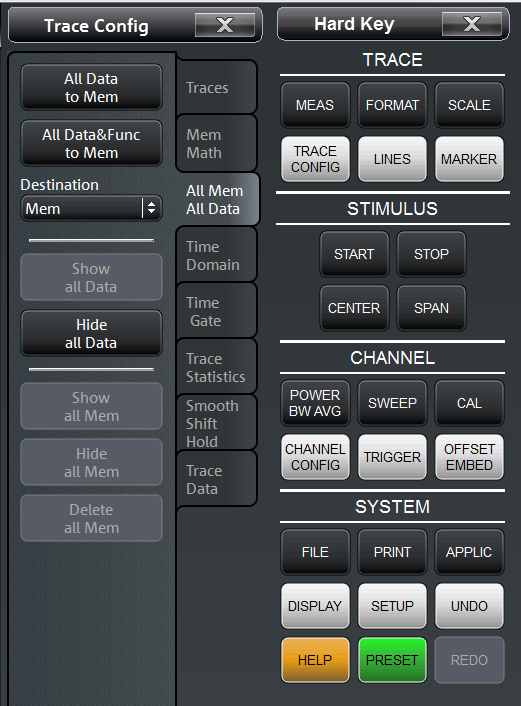 Trace Config X
All Data
to Mem
All Data&Func
to Mem
Destination
Mem
Show
all Data
Hide
all Data
Show
all Mem
Hide
all Mem
Delete
all Mem
Traces
Mem
Math
All Mem
All Data
Time
Domain
Time
Gate
Trace
Statistics
Smooth
Shift
Hold
Trace
Data
Hard Key X
TRACE
MEAS FORMAT SCALE
TRACE
CONFIG
LINES
MARKER
STIMULUS
START STOP
CENTER SPAN
CHANNEL
POWER
BW AVG
SWEEP
CAL
CHANNEL
CONFIG
TRIGGER
OFFSET
EMBED
SYSTEM
FILE PRINT APPLIC
DISPLAY SETUP UNDO
HELP PRESET REDO